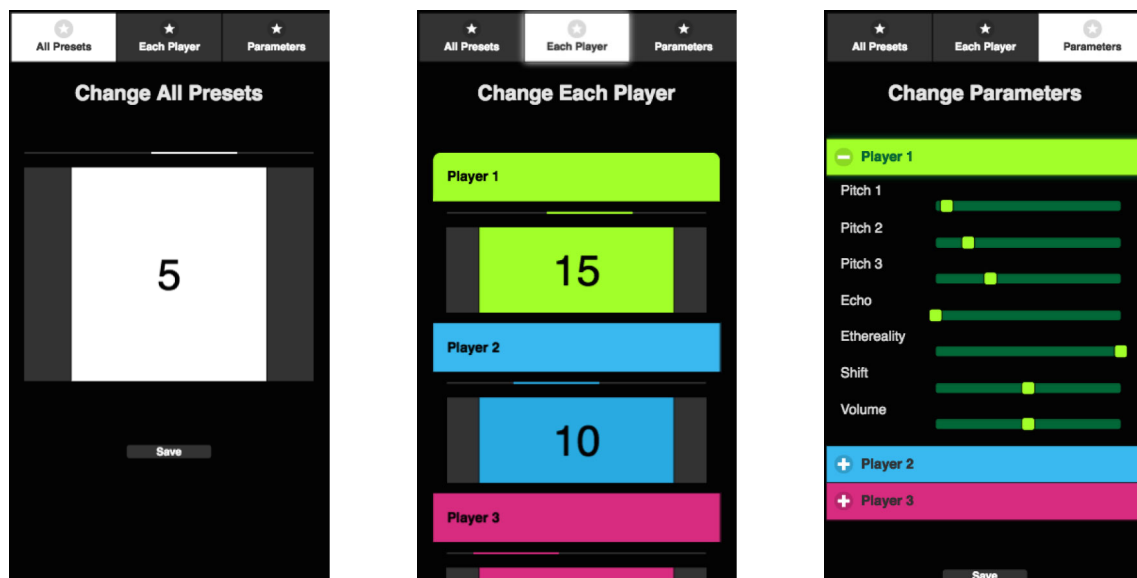 All Presets Each Player Parameters
Change All Presets
5
Save
All Presets Each Player Parameters
Change Each Player
Player 1
15
Player 2
10
Player 3
All Presets Each Player Parameters
Change Parameters
Player 1
Pitch 1
Pitch 2
Pitch 3
Echo
Ethereality
Shift
Volume
Player 2
Player 3
Save